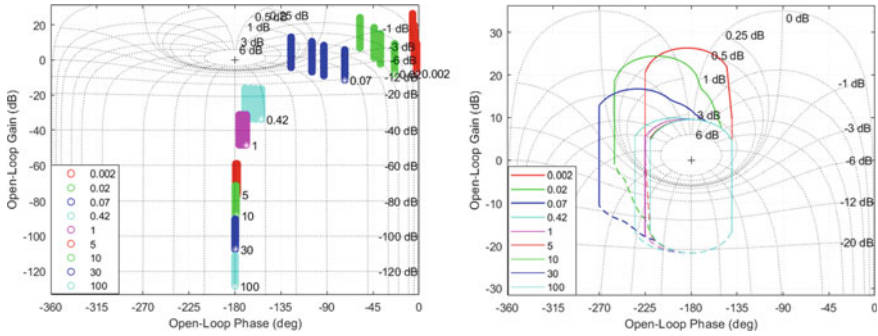 Open-Loop Gain (dB)
20
0
-20
-40
-60
-80
-100
-120
0.5 dB
0.25 dB
1 dB
3 dB
6 dB
-1 dB
-3 dB
-6 dB
-12 dB
-20 dB
-40 dB
-60 dB
-80 dB
-100 dB
-120 dB
0.002
0.07
0.42
1
5
10
30
100
0.002
0.02
0.07
0.42
1
5
10
30
100
-360
-315
-270
-225
-180
-135
-90
-45
0
Open-Loop Phase (deg)
Open-Loop Gain (dB)
30
20
10
0
-10
-20
-30
0 dB
0.25 dB
0.5 dB
1 dB
3 dB
6 dB
-1 dB
-3 dB
-6 dB
-12 dB
-20 dB
0.002
0.02
0.07
0.42
1
5
10
30
100
-360
-315
-270
-225
-180
-135
-90
-45
0
Open-Loop Phase (deg)